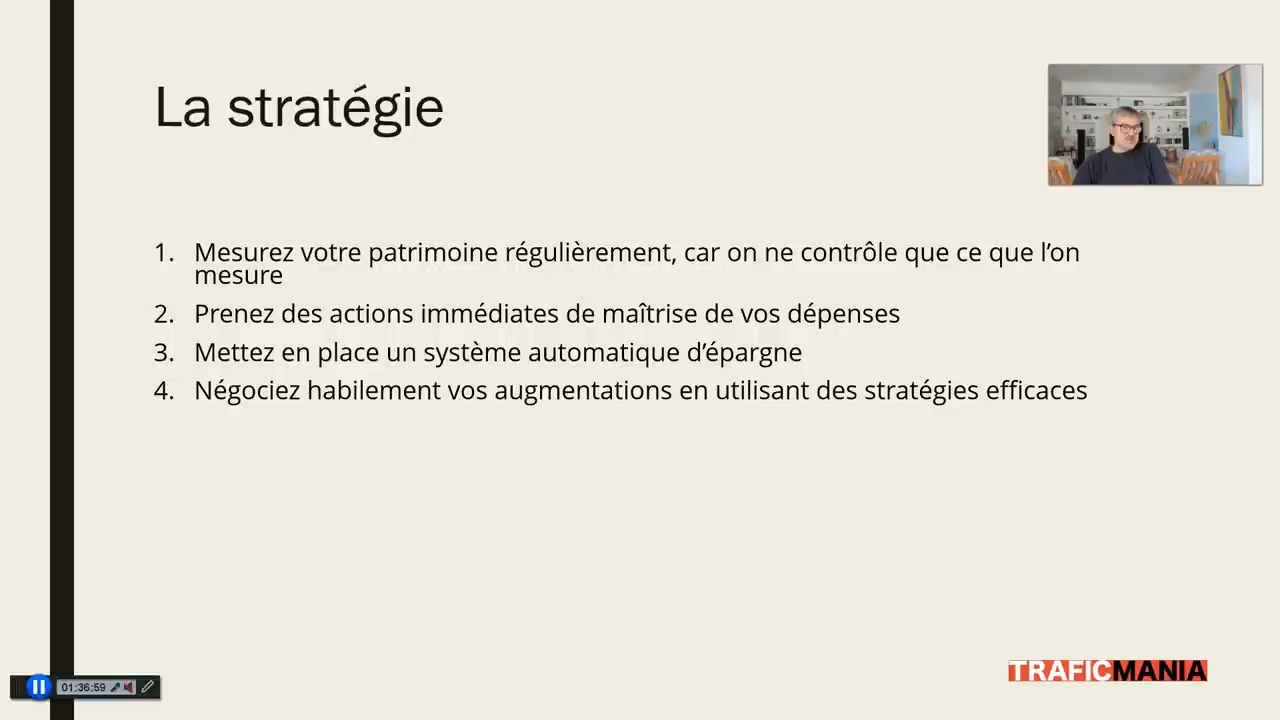 La stratégie
1. Mesurez votre patrimoine régulièrement, car on ne contrôle que ce que l’on
mesure
2. Prenez des actions immédiates de maîtrise de vos dépenses
3. Mettez en place un système automatique d’épargne
4. Négociez habilement vos augmentations en utilisant des stratégies efficaces
TRAFICMANIA
01:36:59